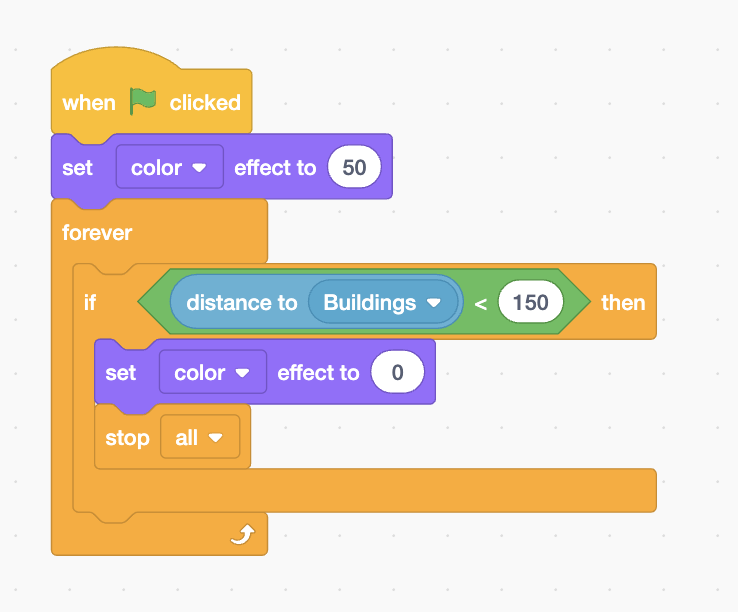 when clicked
set color effect to 50
forever
if distance to Buildings < 150 then
set color effect to 0
stop all